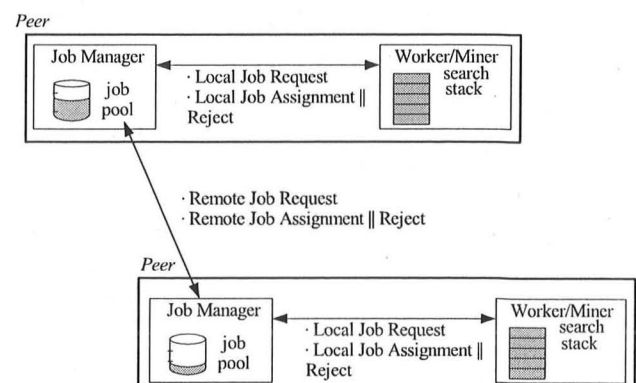 Peer
Job Manager
job
pool
· Local Job Request
· Local Job Assignment ||
Reject
Worker/Miner
search
stack
· Remote Job Request
· Remote Job Assignment || Reject
Peer
Job Manager
job
pool
· Local Job Request
· Local Job Assignment ||
Reject
Worker/Miner
search
stack